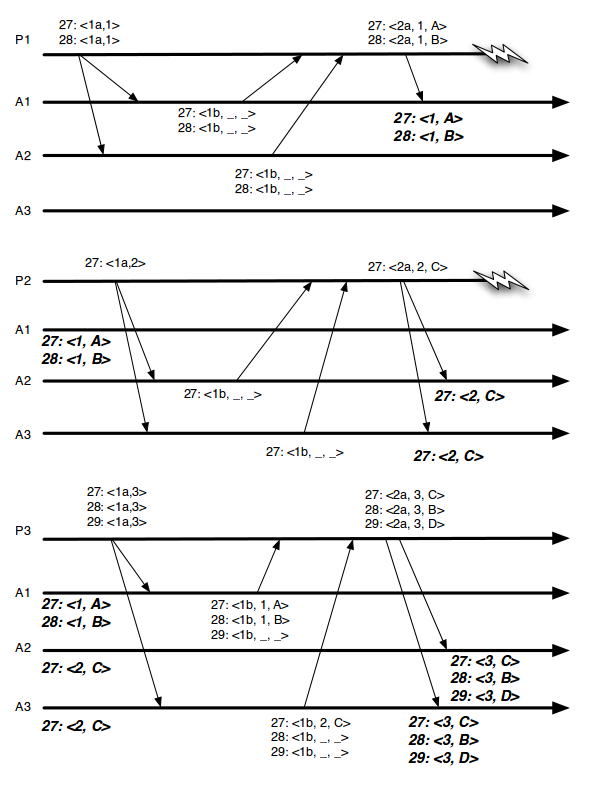 27: <1a,1>
28: <1a,1>
27: <2a, 1, A>
28: <2a, 1, B>
P1
A1
27: <1b, _, _>
28: <1b, _, _>
27: <1, A>
28: <1, B>
A2
27: <1b, _, _>
28: <1b, _, _>
A3
27: <1a,2>
27: <2a, 2, C>
P2
A1
27: <1, A>
28: <1, B>
A2
27: <1b, _, _>
27: <2, C>
A3
27: <1b, _, _>
27: <2, C>
27: <1a,3>
28: <1a,3>
29: <1a,3>
27: <2a, 3, C>
28: <2a, 3, B>
29: <2a, 3, D>
P3
A1
27: <1, A>
28: <1, B>
27: <1b, 1, A>
28: <1b, 1, B>
29: <1b, _, _>
A2
27: <2, C>
27: <3, C>
28: <3, B>
29: <3, D>
A3
27: <2, C>
27: <1b, 2, C>
28: <1b, _, _>
29: <1b, _, _>
27: <3, C>
28: <3, B>
29: <3, D>